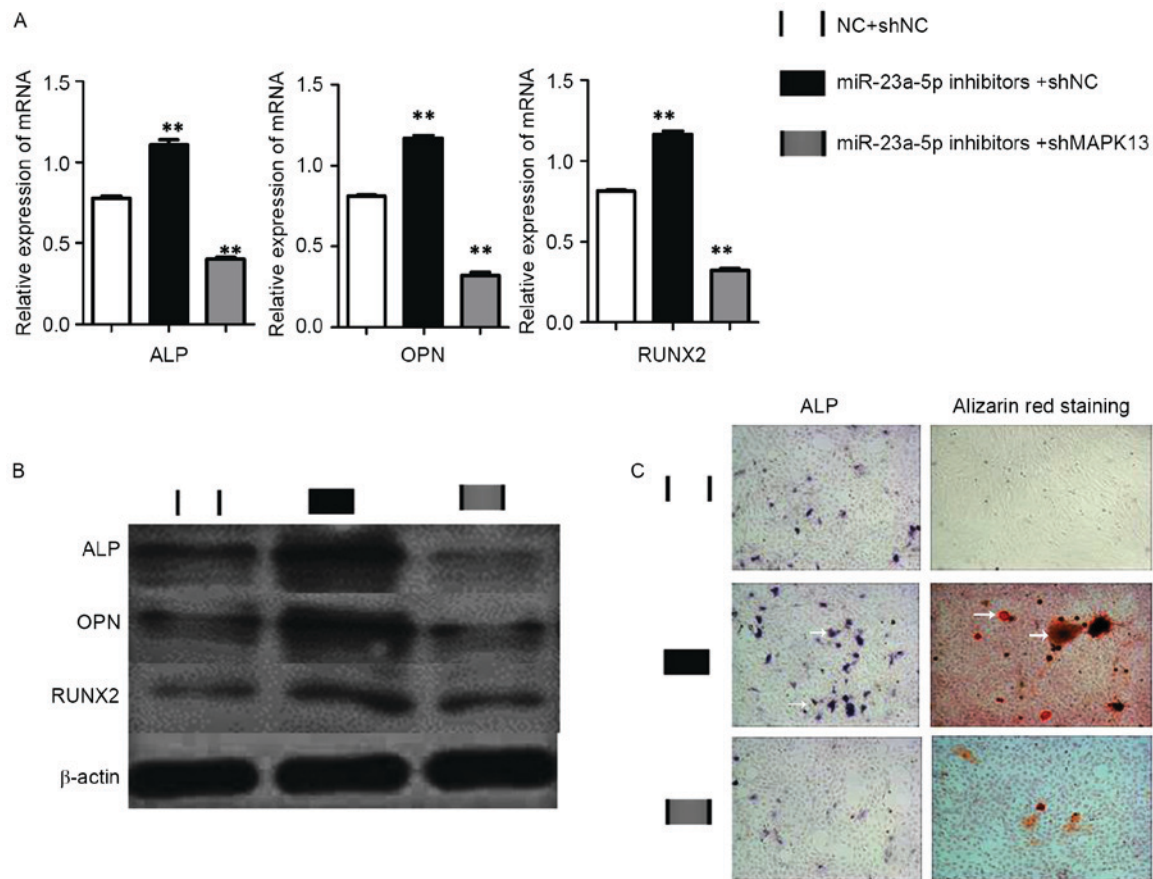 A
NC+shNC
miR-23a-5p inhibitors +shNC
miR-23a-5p inhibitors +shMAPK13
Relative expression of mRNA
1.5
1.0
0.5
0.0
**
**
ALP
Relative expression of mRNA
1.5
1.0
0.5
0.0
**
**
OPN
Relative expression of mRNA
1.5
1.0
0.5
0.0
**
**
RUNX2
B
ALP
OPN
RUNX2
β-actin
C
ALP Alizarin red staining